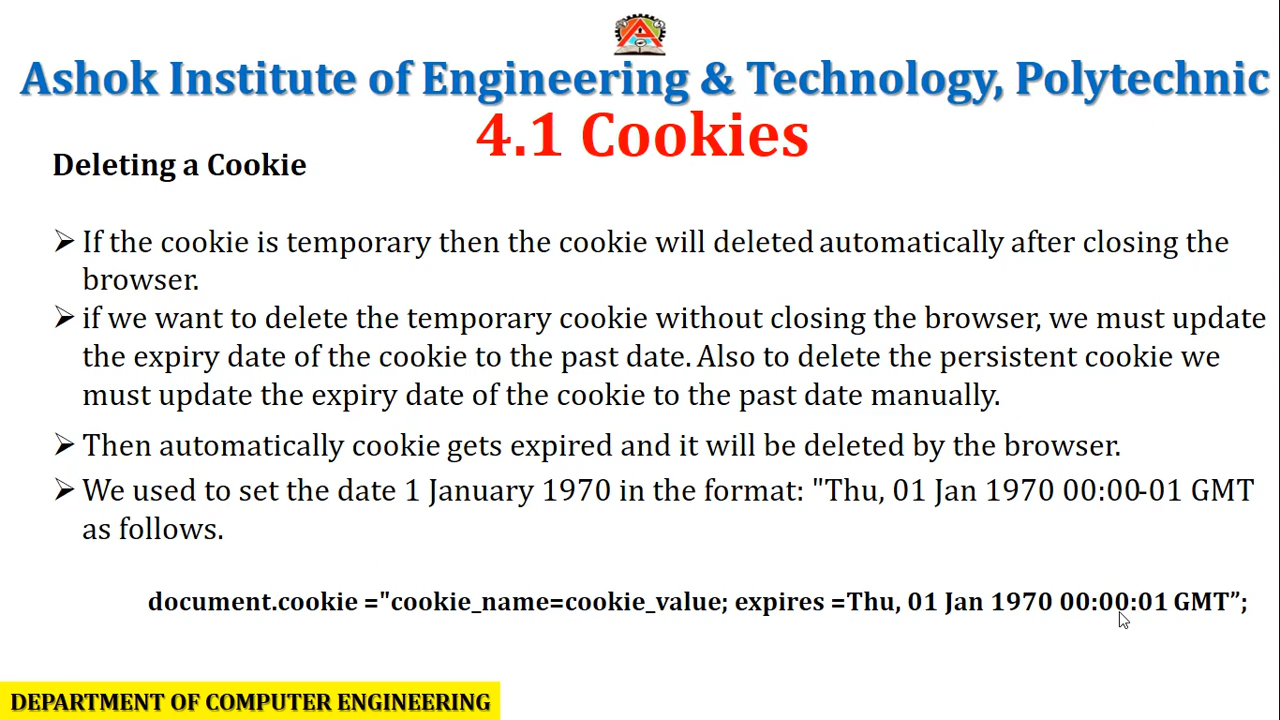 Ashok Institute of Engineering & Technology, Polytechnic
4.1 Cookies
Deleting a Cookie
➢ If the cookie is temporary then the cookie will deleted automatically after closing the
browser.
➢ if we want to delete the temporary cookie without closing the browser, we must update
the expiry date of the cookie to the past date. Also to delete the persistent cookie we
must update the expiry date of the cookie to the past date manually.
➢ Then automatically cookie gets expired and it will be deleted by the browser.
➢ We used to set the date 1 January 1970 in the format: "Thu, 01 Jan 1970 00:00-01 GMT
as follows.
document.cookie ="cookie_name=cookie_value; expires =Thu, 01 Jan 1970 00:00:01 GMT”;
DEPARTMENT OF COMPUTER ENGINEERING